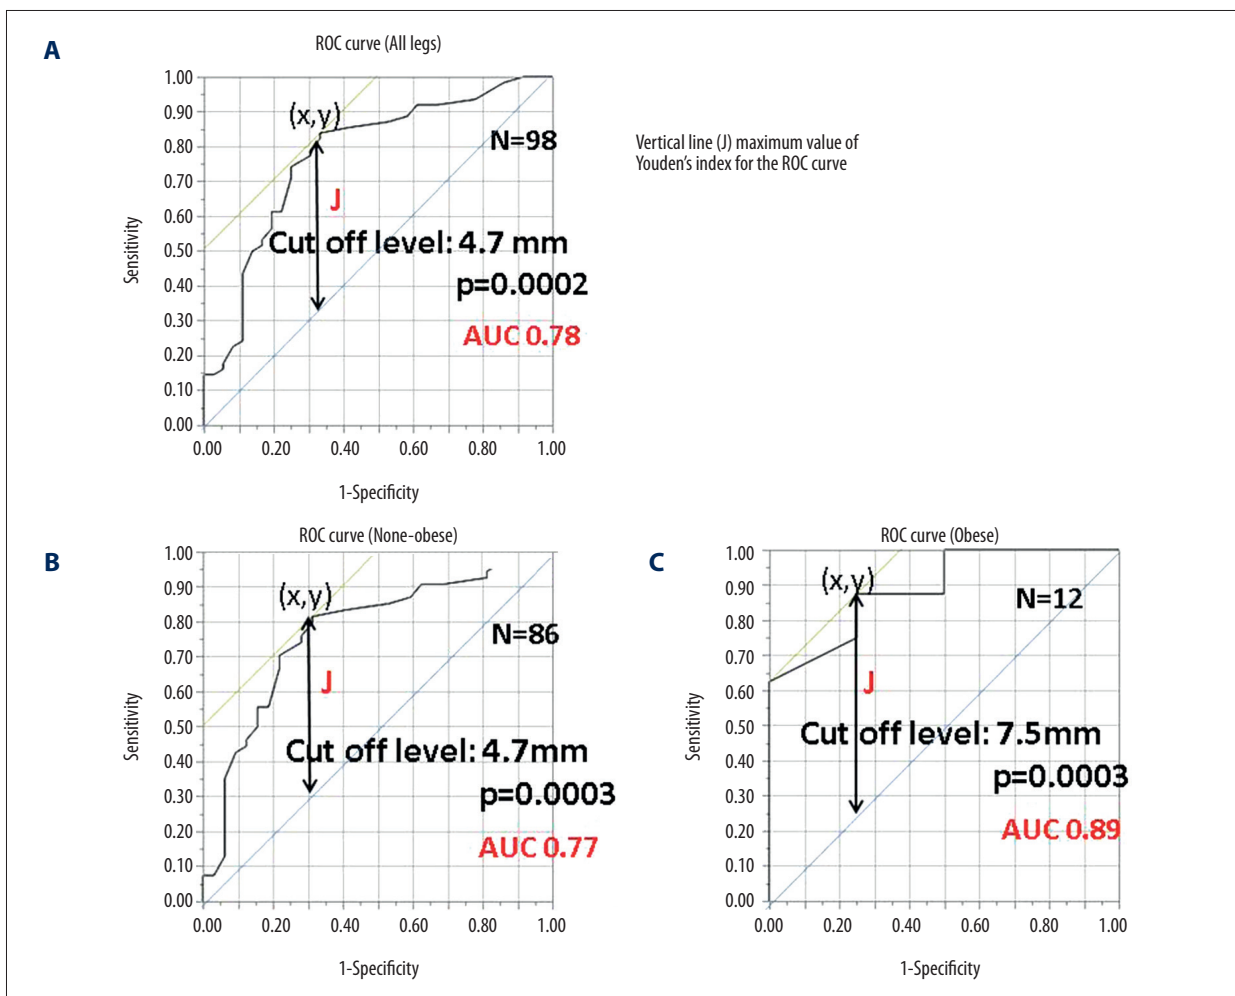 A
ROC curve (All legs)
1.00
0.90
0.80
0.70
0.60
0.50
0.40
0.30
0.20
0.10
0.00
Sensitivity
(x,y)
N=98
J
Cut off level: 4.7 mm
p=0.0002
AUC 0.78
0.00 0.20 0.40 0.60 0.80 1.00
1-Specificity
Vertical line (J) maximum value of
Youden's index for the ROC curve
B
ROC curve (None-obese)
1.00
0.90
0.80
0.70
0.60
0.50
0.40
0.30
0.20
0.10
0.00
Sensitivity
(x,y)
N=86
J
Cut off level: 4.7mm
p=0.0003
AUC 0.77
0.00 0.20 0.40 0.60 0.80 1.00
1-Specificity
C
ROC curve (Obese)
1.00
0.90
0.80
0.70
0.60
0.50
0.40
0.30
0.20
0.10
0.00
Sensitivity
(x,y)
N=12
J
Cut off level: 7.5mm
p=0.0003
AUC 0.89
0.00 0.20 0.40 0.60 0.80 1.00
1-Specificity